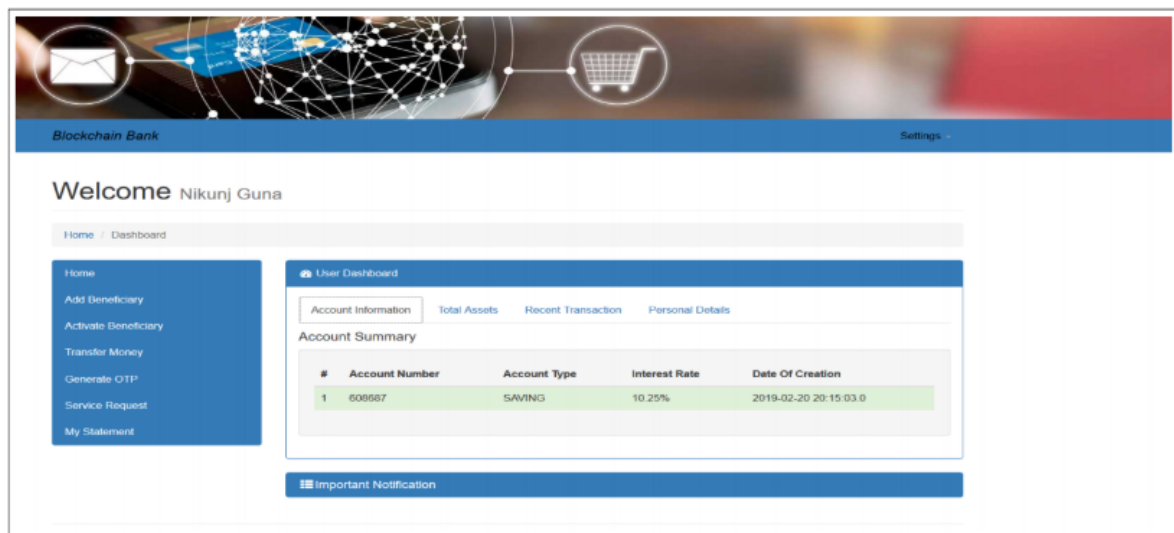 Blockchain Bank Settings
Welcome Nikunj Guna
Home / Dashboard
Home
Add Beneficiary
Activate Beneficiary
Transfer Money
Generate OTP
Service Request
My Statement
User Dashboard
Account Information Total Assets Recent Transaction Personal Details
Account Summary
# Account Number Account Type Interest Rate Date Of Creation
1 608687 SAVING 10.25% 2019-02-20 20:15:03.0
Important Notification